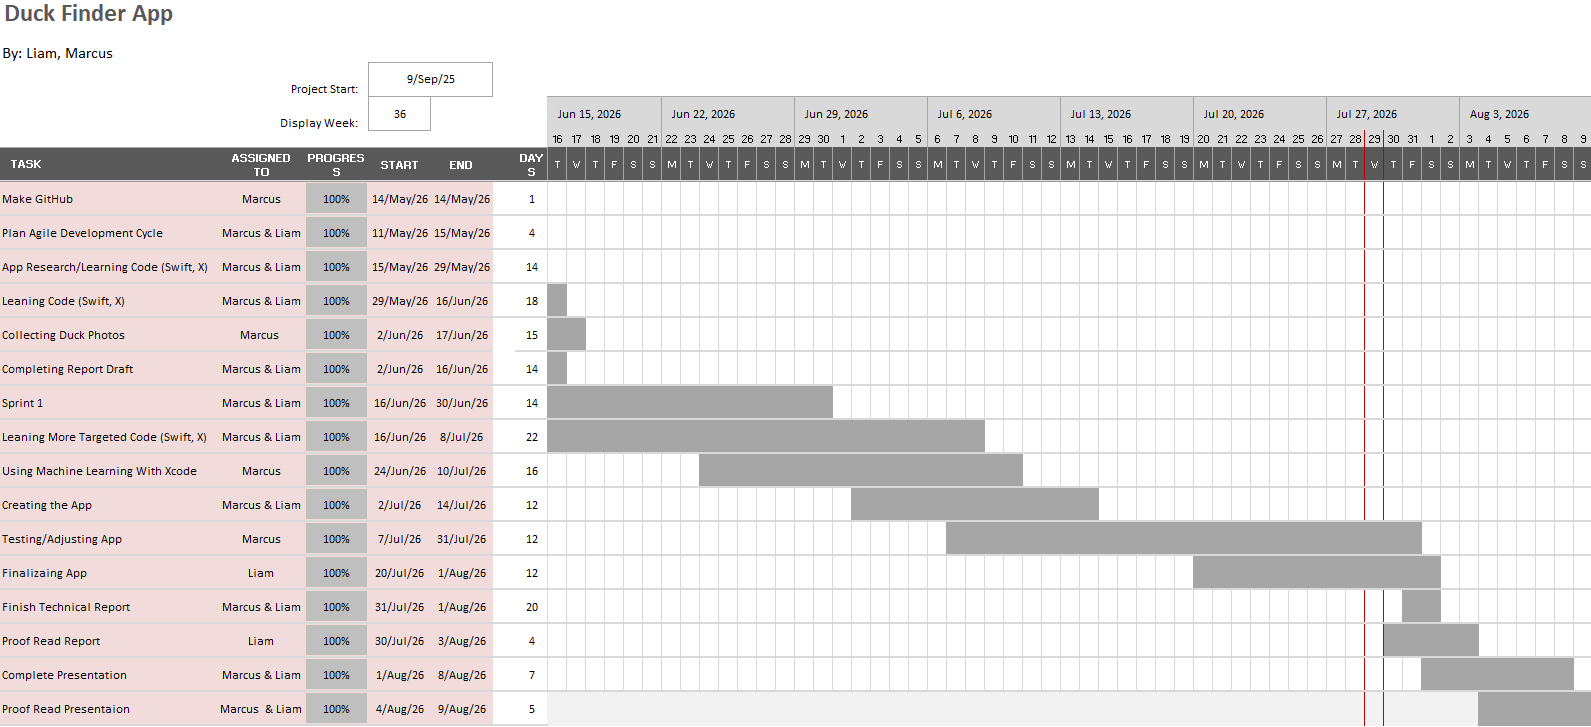 Duck Finder App
By: Liam, Marcus
Project Start: 9/Sep/25
Display Week: 36
Jun 15, 2026 Jun 22, 2026 Jun 29, 2026 Jul 6, 2026 Jul 13, 2026 Jul 20, 2026 Jul 27, 2026 Aug 3, 2026
16 17 18 19 20 21 22 23 24 25 26 27 28 29 30 1 2 3 4 5 6 7 8 9 10 11 12 13 14 15 16 17 18 19 20 21 22 23 24 25 26 27 28 29 30 31 1 2 3 4 5 6 7 8 9
TASK ASSIGNED TO PROGRESS START END DAYS T W T F S S M T W T F S S M T W T F S S M T W T F S S M T W T F S S M T W T F S S M T W T F S S M T W T F S S
Make GitHub Marcus 100% 14/May/26 14/May/26 1
Plan Agile Development Cycle Marcus & Liam 100% 11/May/26 15/May/26 4
App Research/Learning Code (Swift, X) Marcus & Liam 100% 15/May/26 29/May/26 14
Leaning Code (Swift, X) Marcus & Liam 100% 29/May/26 16/Jun/26 18
Collecting Duck Photos Marcus 100% 2/Jun/26 17/Jun/26 15
Completing Report Draft Marcus & Liam 100% 2/Jun/26 16/Jun/26 14
Sprint 1 Marcus & Liam 100% 16/Jun/26 30/Jun/26 14
Leaning More Targeted Code (Swift, X) Marcus & Liam 100% 16/Jun/26 8/Jul/26 22
Using Machine Learning With Xcode Marcus 100% 24/Jun/26 10/Jul/26 16
Creating the App Marcus & Liam 100% 2/Jul/26 14/Jul/26 12
Testing/Adjusting App Marcus 100% 7/Jul/26 31/Jul/26 12
Finalizaing App Liam 100% 20/Jul/26 1/Aug/26 12
Finish Technical Report Marcus & Liam 100% 31/Jul/26 1/Aug/26 20
Proof Read Report Liam 100% 30/Jul/26 3/Aug/26 4
Complete Presentation Marcus & Liam 100% 1/Aug/26 8/Aug/26 7
Proof Read Presentaion Marcus & Liam 100% 4/Aug/26 9/Aug/26 5